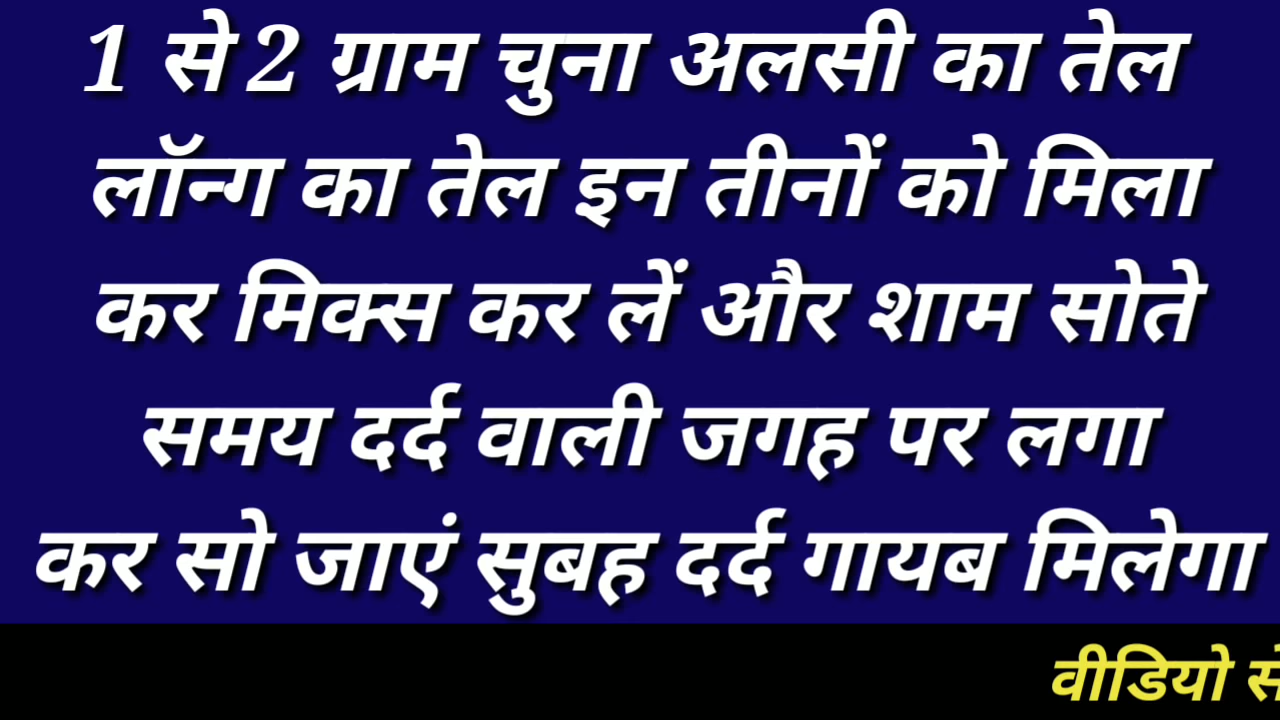 1 से 2 ग्राम चुना अलसी का तेल
लॉन्ग का तेल इन तीनों को मिला
कर मिक्स कर लें और शाम सोते
समय दर्द वाली जगह पर लगा
कर सो जाएं सुबह दर्द गायब मिलेगा
वीडियो से